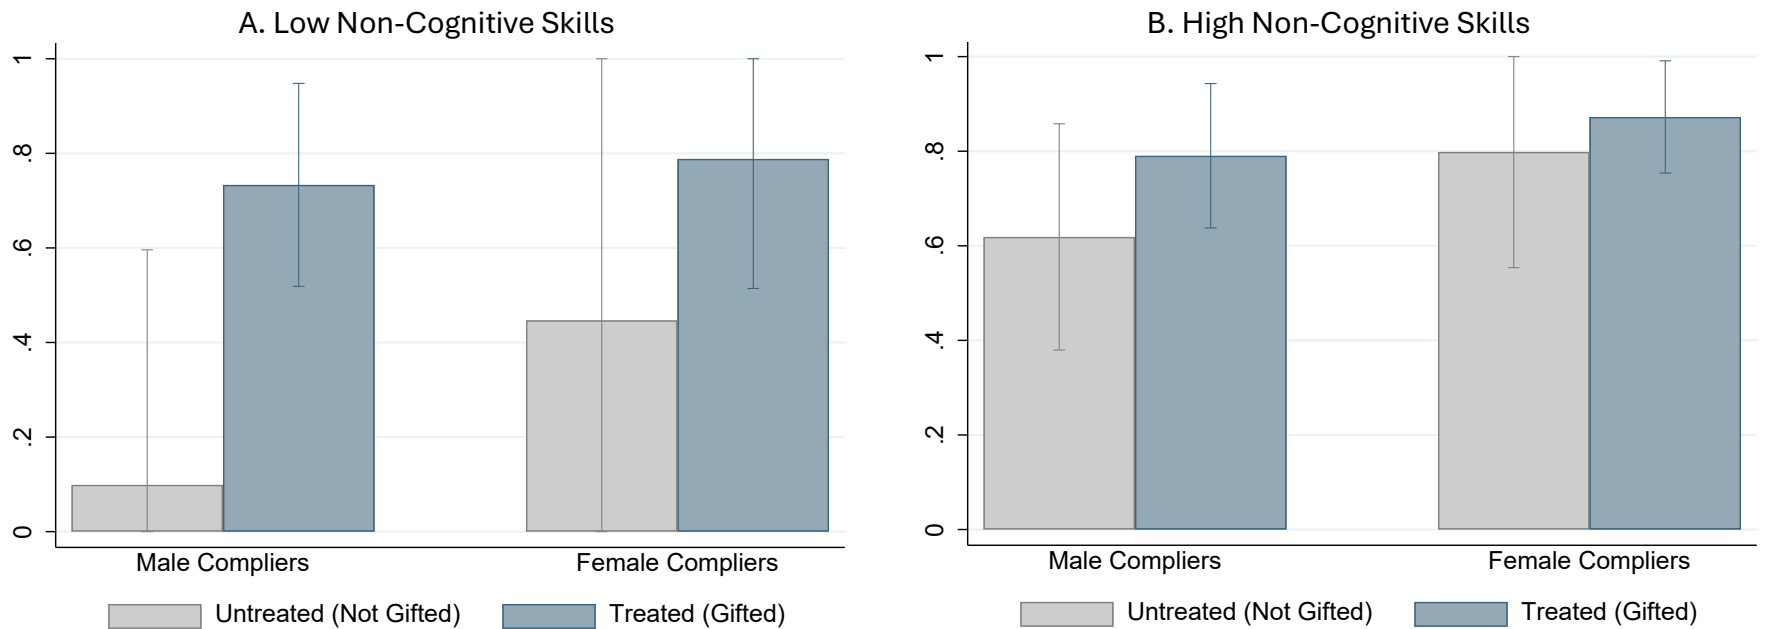 A. Low Non-Cognitive Skills
1
.8
.6
.4
.2
0
Male Compliers Female Compliers
Untreated (Not Gifted) Treated (Gifted)
B. High Non-Cognitive Skills
1
.8
.6
.4
.2
0
Male Compliers Female Compliers
Untreated (Not Gifted) Treated (Gifted)